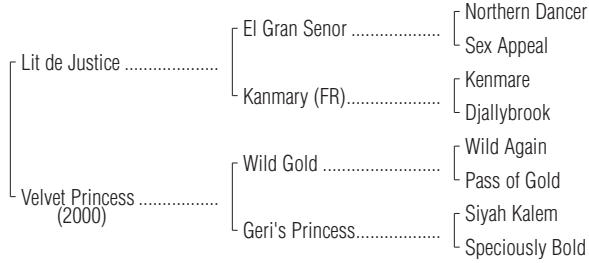 Northern Dancer
El Gran Senor ....................
Sex Appeal
Lit de Justice ...................
Kenmare
Kanmary (FR)...................
Djallybrook
Wild Again
Wild Gold ........................
Pass of Gold
Velvet Princess ................
(2000)
Siyah Kalem
Geri's Princess.................
Speciously Bold